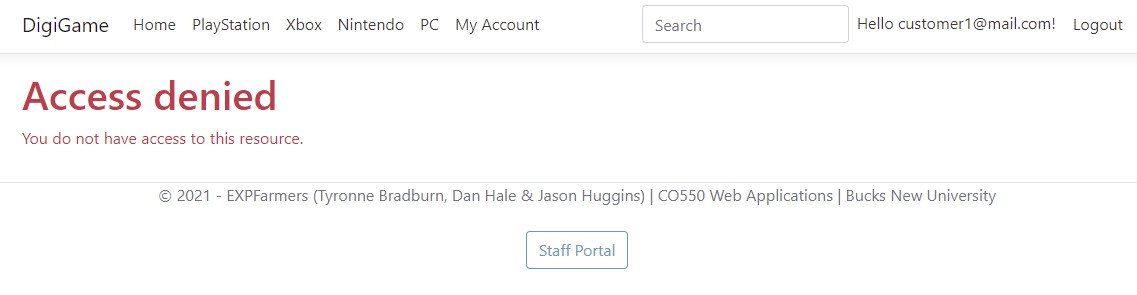 DigiGame Home PlayStation Xbox Nintendo PC My Account Search Hello customer1@mail.com! Logout
Access denied
You do not have access to this resource.
© 2021 - EXPFarmers (Tyronne Bradburn, Dan Hale & Jason Huggins) | CO550 Web Applications | Bucks New University
Staff Portal